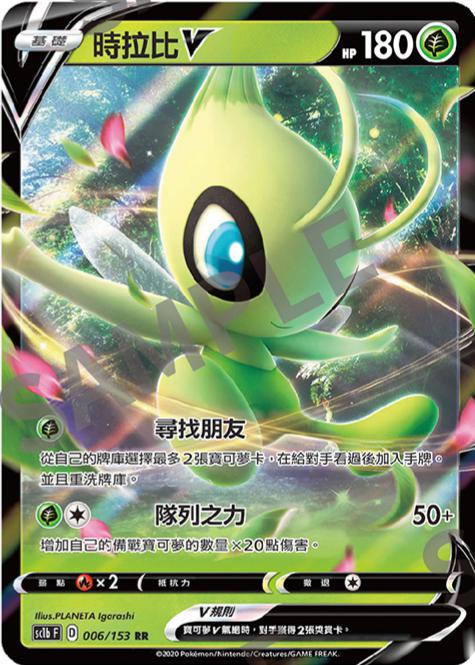 基礎 時拉比V HP 180
SAMPLE
尋找朋友
從自己的牌庫選擇最多2張寶可夢卡，在給對手看過後加入手牌。
並且重洗牌庫。
隊列之力 50+
增加自己的備戰寶可夢的數量×20點傷害。
弱點 ×2 抵抗力 撤退
Illus.PLANETA Igarashi
sc1b F D 006/153 RR
V規則
寶可夢V氣絕時，對手獲得2張獎賞卡。
©2020 Pokémon/Nintendo/Creatures/GAME FREAK.